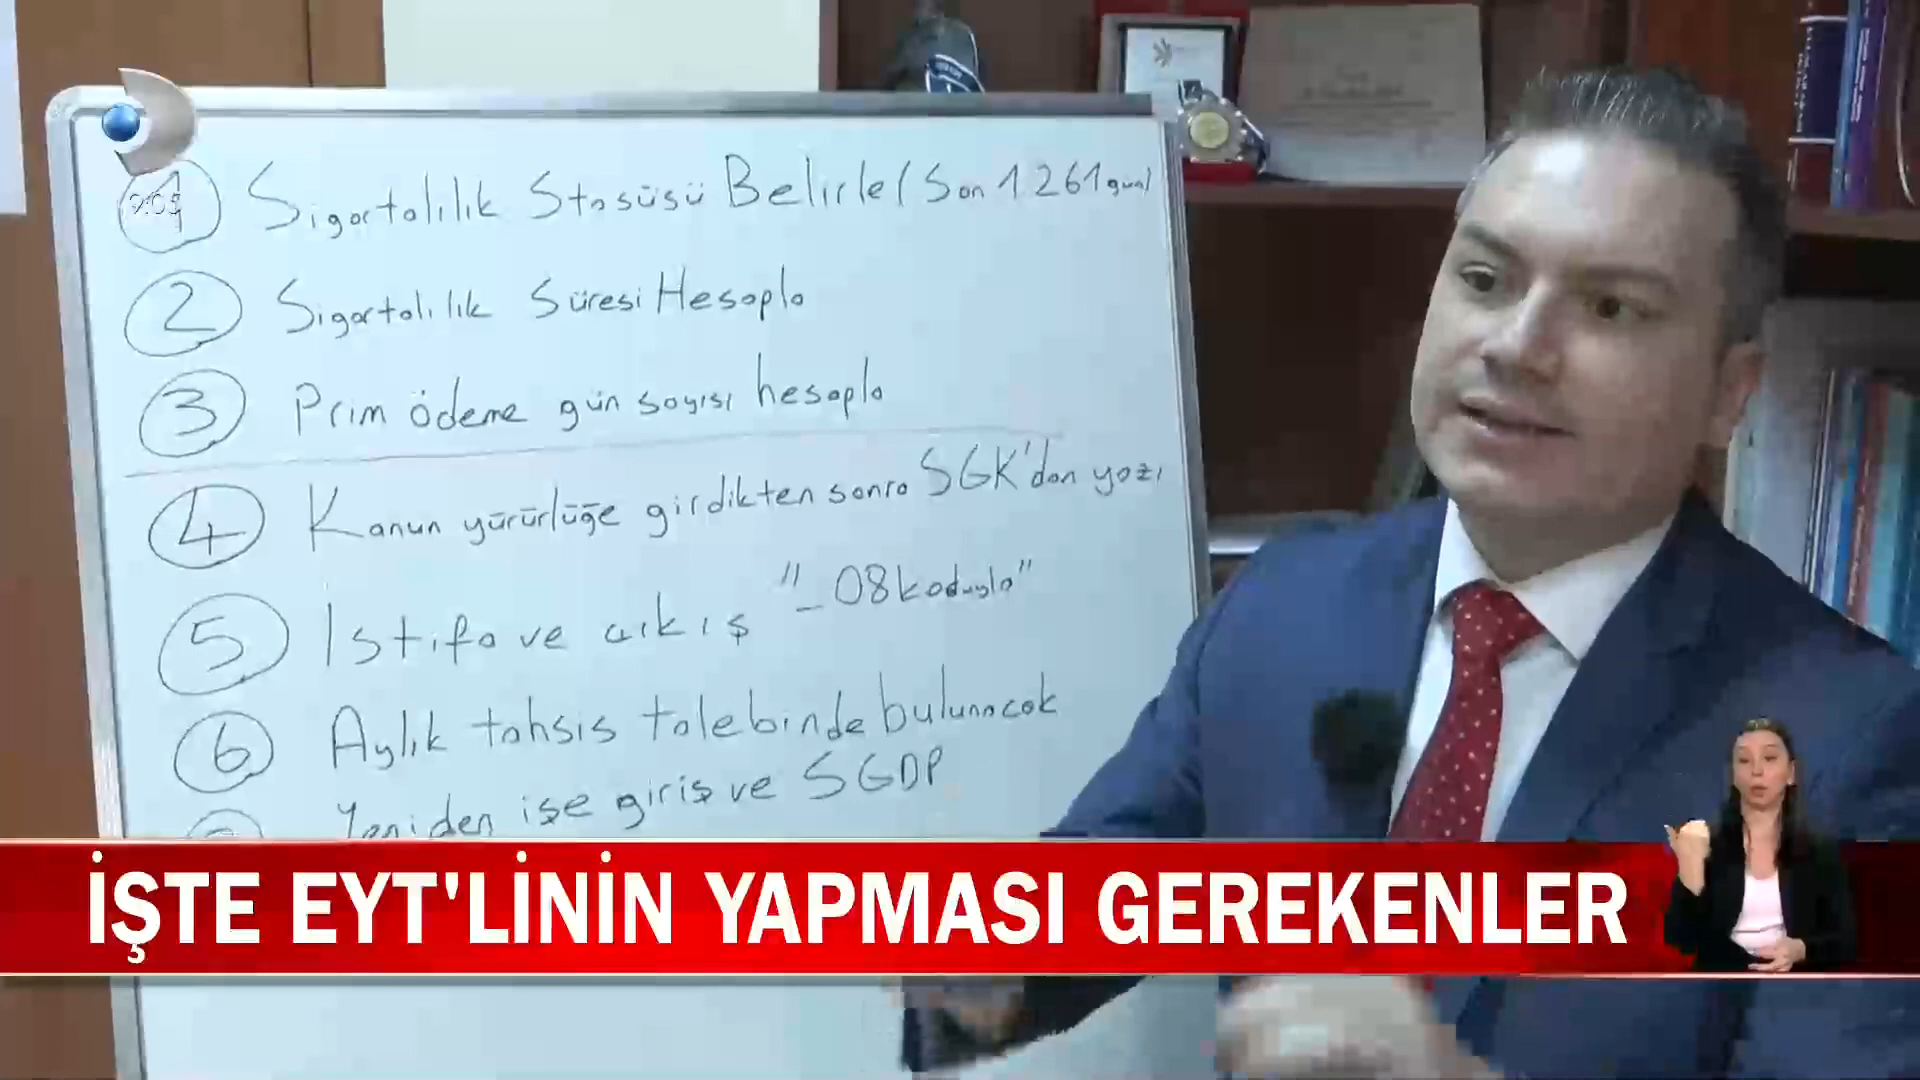 1 Sigortalılık Statüsü Belirle (Son 1261 gün)
2 Sigortalılık Süresi Hesapla
3 Prim ödeme gün sayısı hesapla
4 Kanun yürürlüğe girdikten sonra SGK'dan yazı
5 İstifa ve çıkış "_08 koduyla"
6 Aylık tahsis talebinde bulunacak
Yeniden işe giriş ve SGDP
İŞTE EYT'LİNİN YAPMASI GEREKENLER